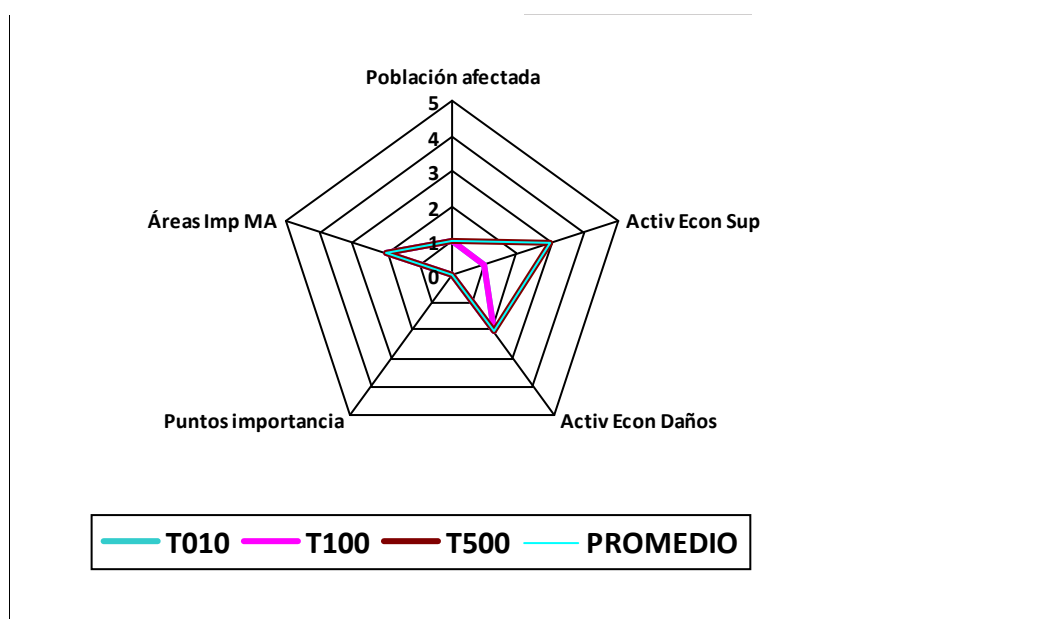 Población afectada
5
4
3
2
1
0
Áreas Imp MA
Activ Econ Sup
Puntos importancia
Activ Econ Daños
T010 T100 T500 PROMEDIO